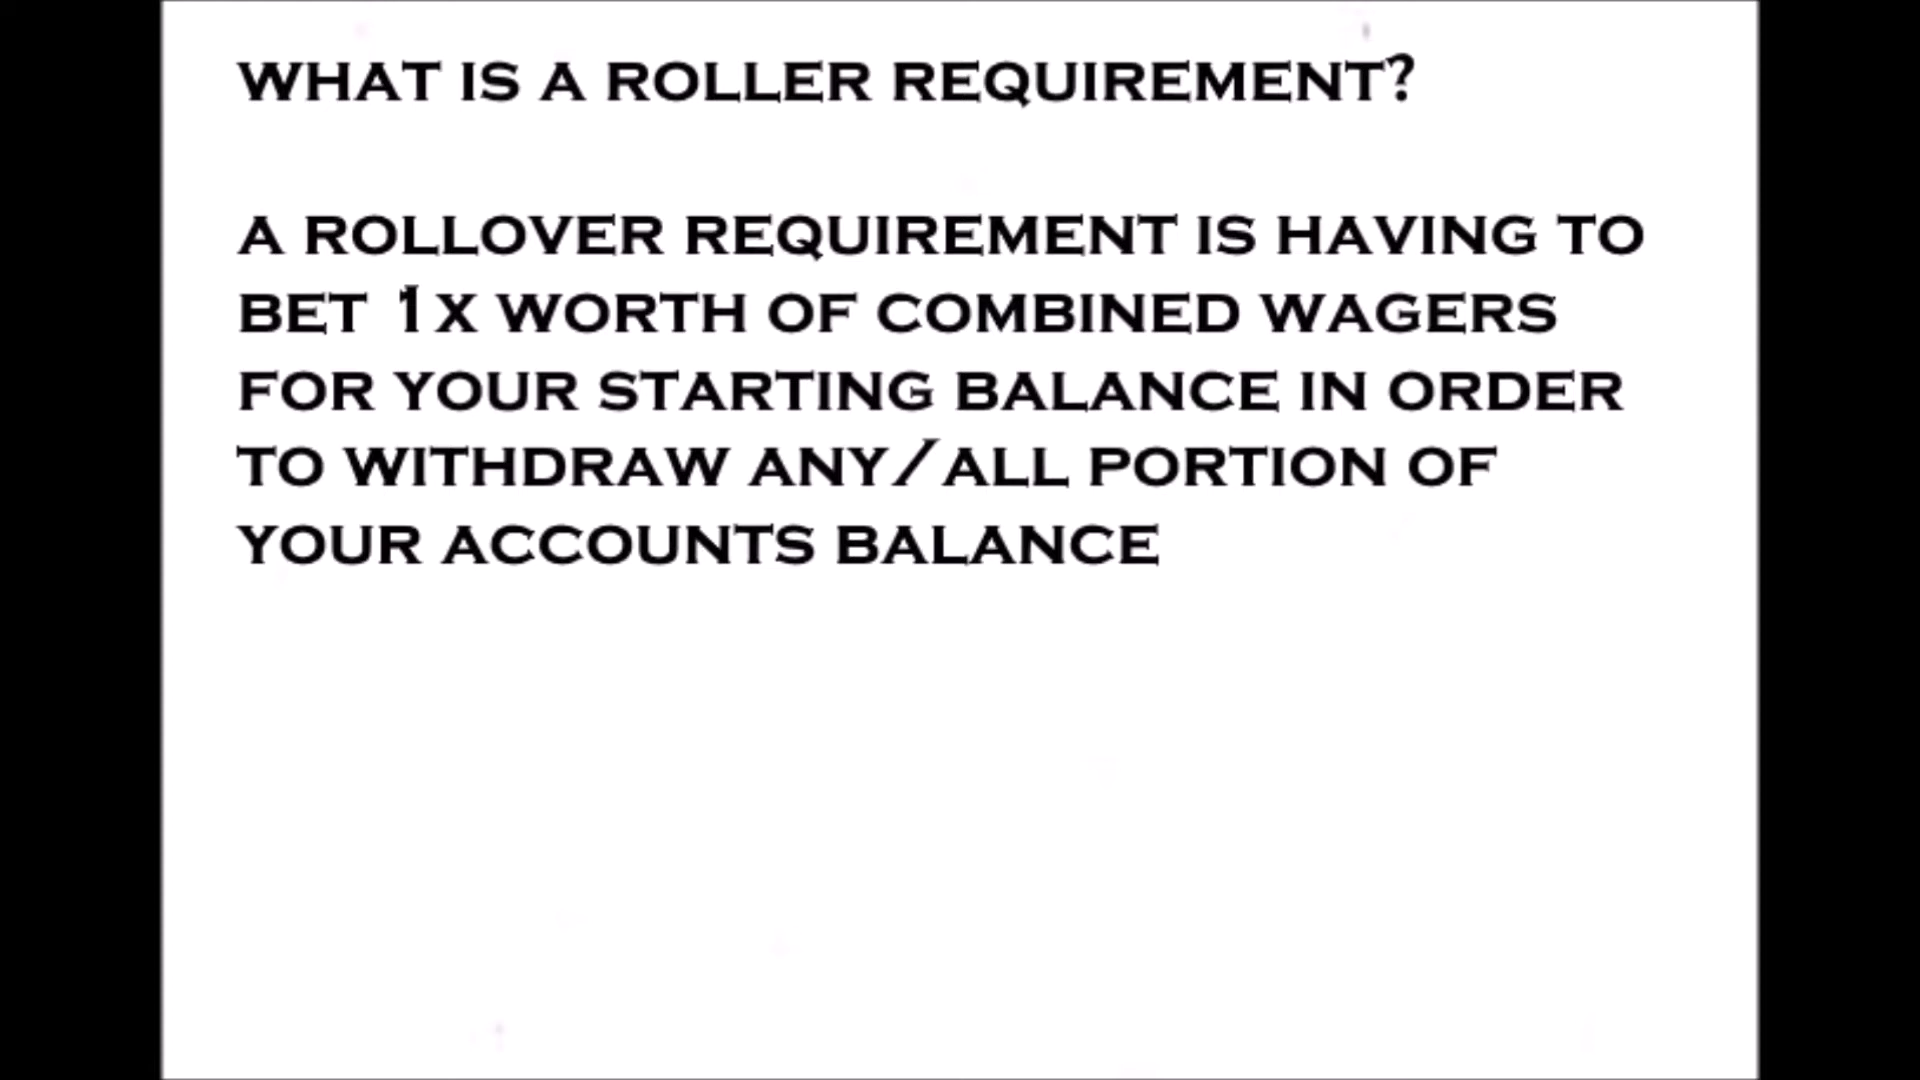 WHAT IS A ROLLER REQUIREMENT?
A ROLLOVER REQUIREMENT IS HAVING TO
BET 1X WORTH OF COMBINED WAGERS
FOR YOUR STARTING BALANCE IN ORDER
TO WITHDRAW ANY/ALL PORTION OF
YOUR ACCOUNTS BALANCE